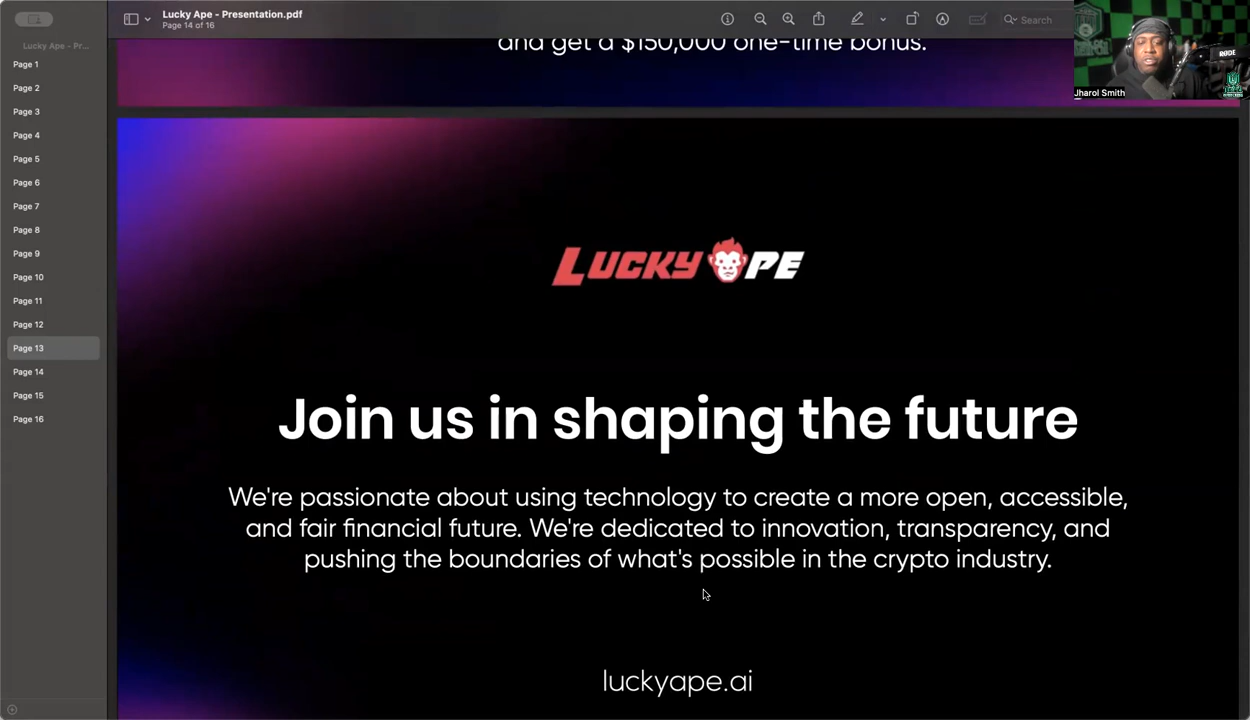 Lucky Ape - Presentation.pdf
Page 14 of 16
Search
Lucky Ape - Pr...
Page 1
Page 2
Page 3
Page 4
Page 5
Page 6
Page 7
Page 8
Page 9
Page 10
Page 11
Page 12
Page 13
Page 14
Page 15
Page 16
and get a $150,000 one-time bonus.
RØDE
Jharol Smith
LUCKY PE
Join us in shaping the future
We're passionate about using technology to create a more open, accessible,
and fair financial future. We're dedicated to innovation, transparency, and
pushing the boundaries of what's possible in the crypto industry.
luckyape.ai